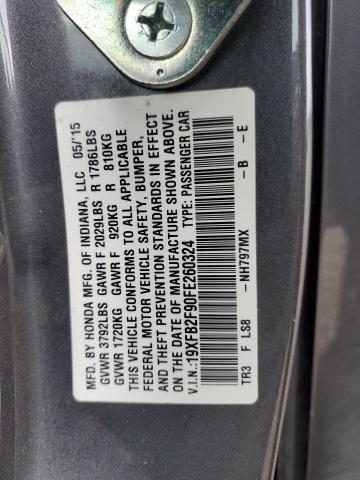 MFD. BY HONDA MFG. OF INDIANA, LLC 05/'15
GVWR 3792LBS GAWR F 2029LBS R 1786LBS
GVWR 1720KG GAWR F 920KG R 810KG
THIS VEHICLE CONFORMS TO ALL APPLICABLE
FEDERAL MOTOR VEHICLE SAFETY, BUMPER,
AND THEFT PREVENTION STANDARDS IN EFFECT
ON THE DATE OF MANUFACTURE SHOWN ABOVE.
V.I.N.:19XFB2F90FE260324 TYPE: PASSENGER CAR
TR3 F LS8 -NH797MX -B -E